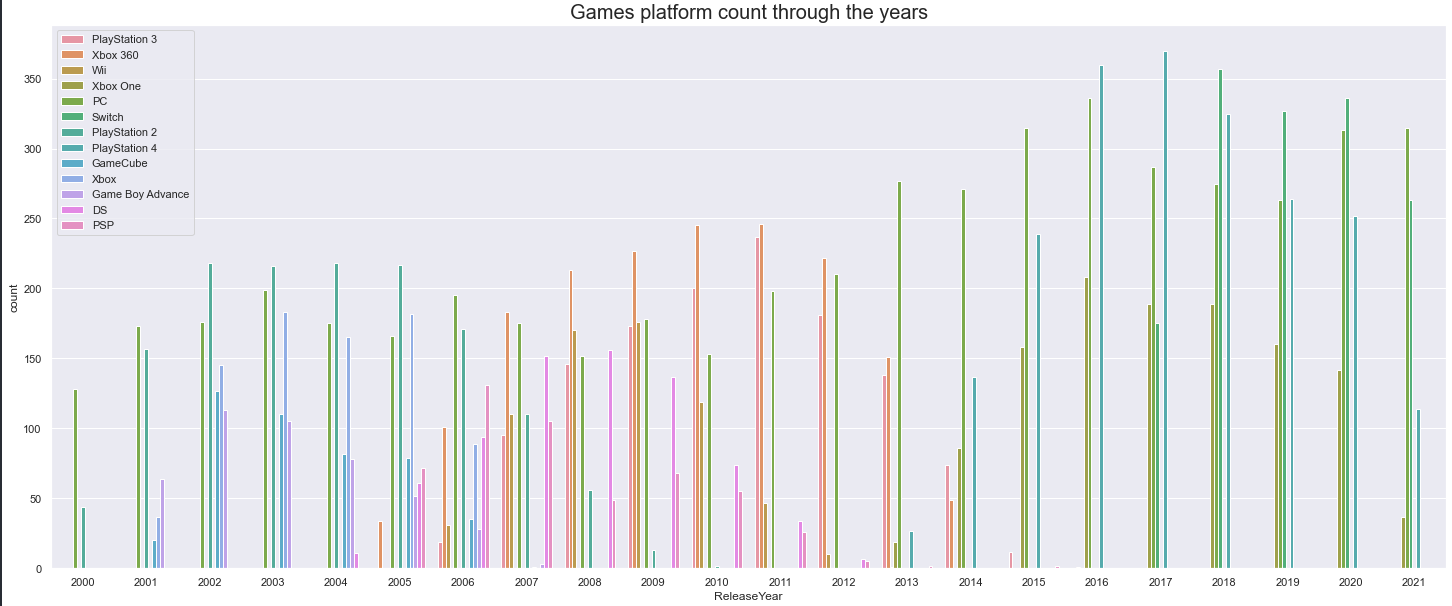 Games platform count through the years
PlayStation 3
Xbox 360
Wii
Xbox One
PC
Switch
PlayStation 2
PlayStation 4
GameCube
Xbox
Game Boy Advance
DS
PSP
350
300
250
200
150
100
50
0
count
2000 2001 2002 2003 2004 2005 2006 2007 2008 2009 2010 2011 2012 2013 2014 2015 2016 2017 2018 2019 2020 2021
ReleaseYear